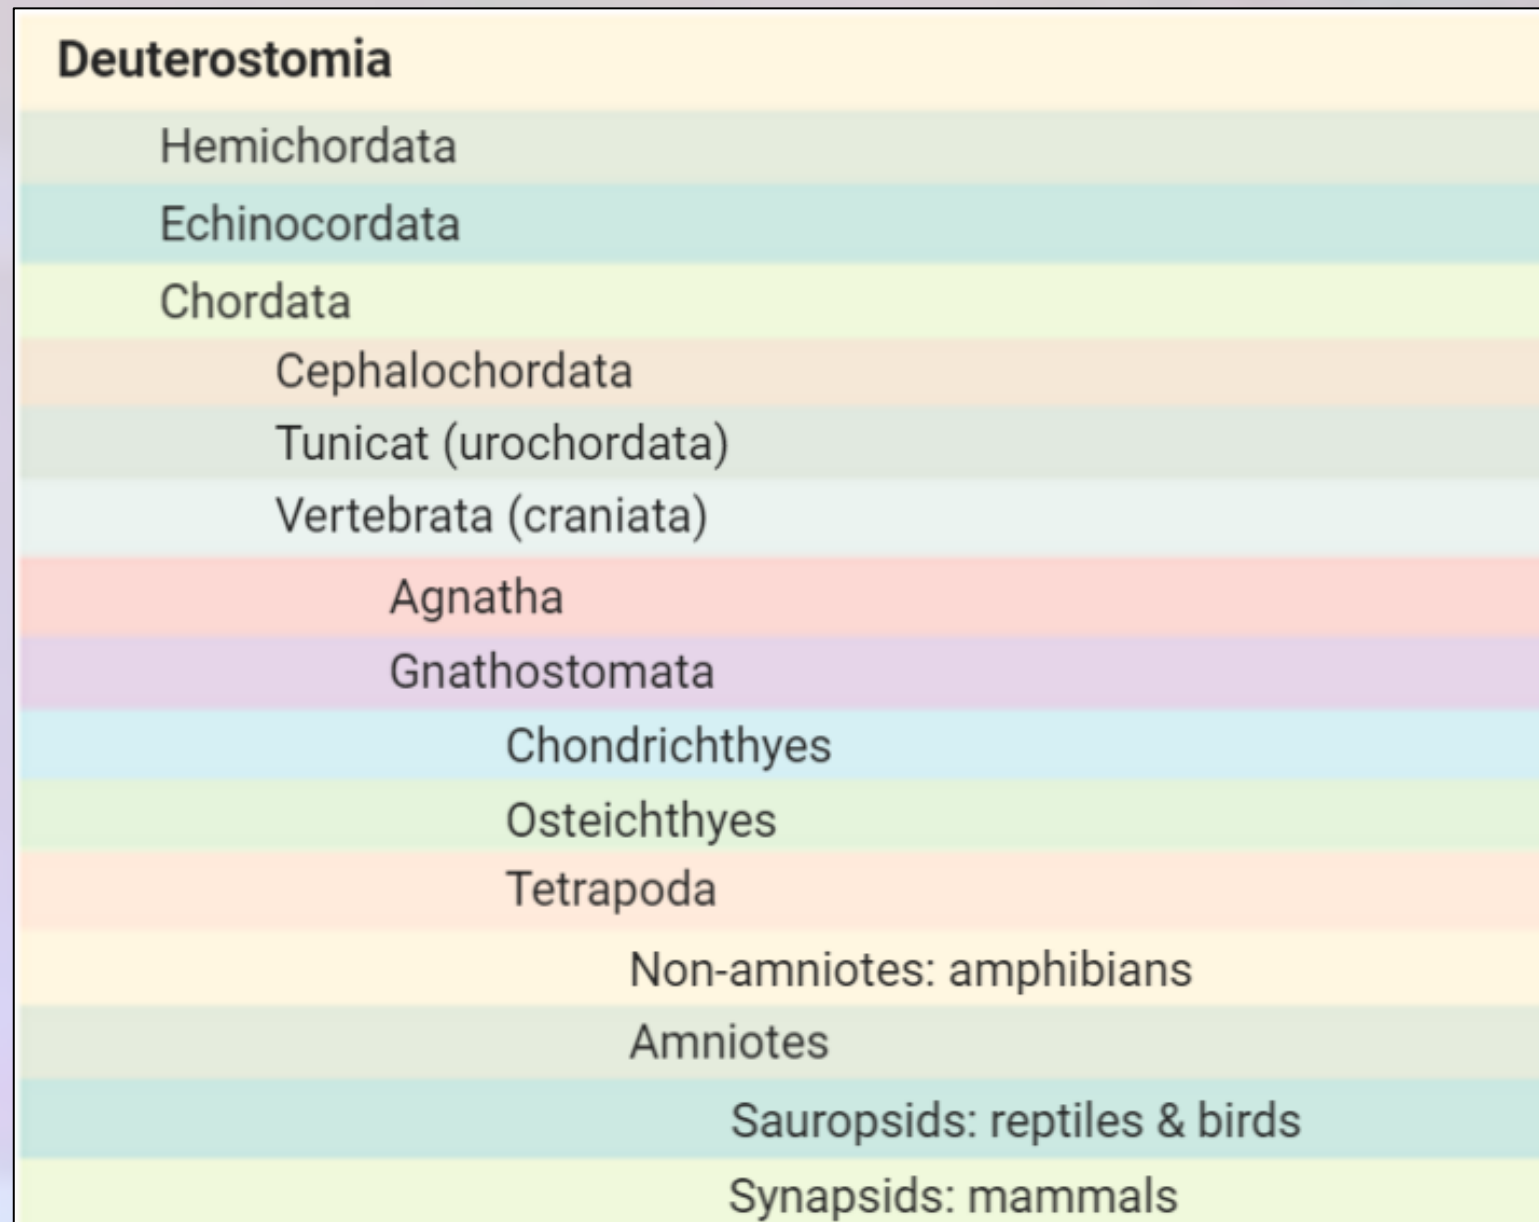 Deuterostomia
Hemichordata
Echinocordata
Chordata
Cephalochordata
Tunicat (urochordata)
Vertebrata (craniata)
Agnatha
Gnathostomata
Chondrichthyes
Osteichthyes
Tetrapoda
Non-amniotes: amphibians
Amniotes
Sauropsids: reptiles & birds
Synapsids: mammals